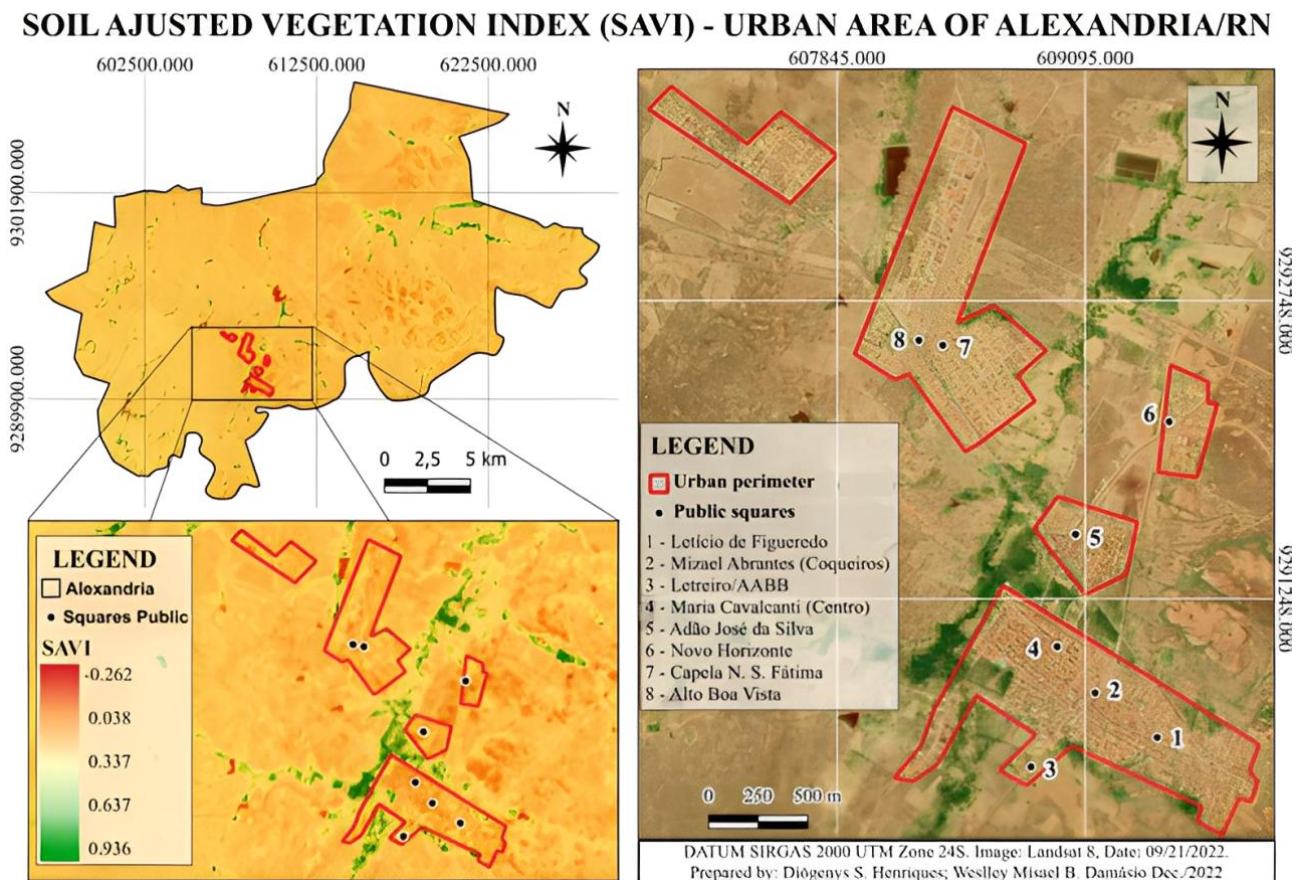 SOIL AJUSTED VEGETATION INDEX (SAVI) - URBAN AREA OF ALEXANDRIA/RN
602500.000 612500.000 622500.000
N
9301900.000
9289900.000
0 2,5 5 km
LEGEND
Alexandria
Squares Public
SAVI
-0.262
0.038
0.337
0.637
0.936
607845.000 609095.000
N
9292748.000
9291248.000
8 7
6
5
4
2
1
3
LEGEND
Urban perimeter
Public squares
1 - Letício de Figueredo
2 - Mizael Abrantes (Coqueiros)
3 - Letreiro/AABB
4 - Maria Cavalcanti (Centro)
5 - Adão José da Silva
6 - Novo Horizonte
7 - Capela N. S. Fátima
8 - Alto Boa Vista
0 250 500 m
DATUM SIRGAS 2000 UTM Zone 24S. Image: Landsat 8, Date: 09/21/2022.
Prepared by: Diógenys S. Henriques; Weslley Misael B. Damásio Dec./2022